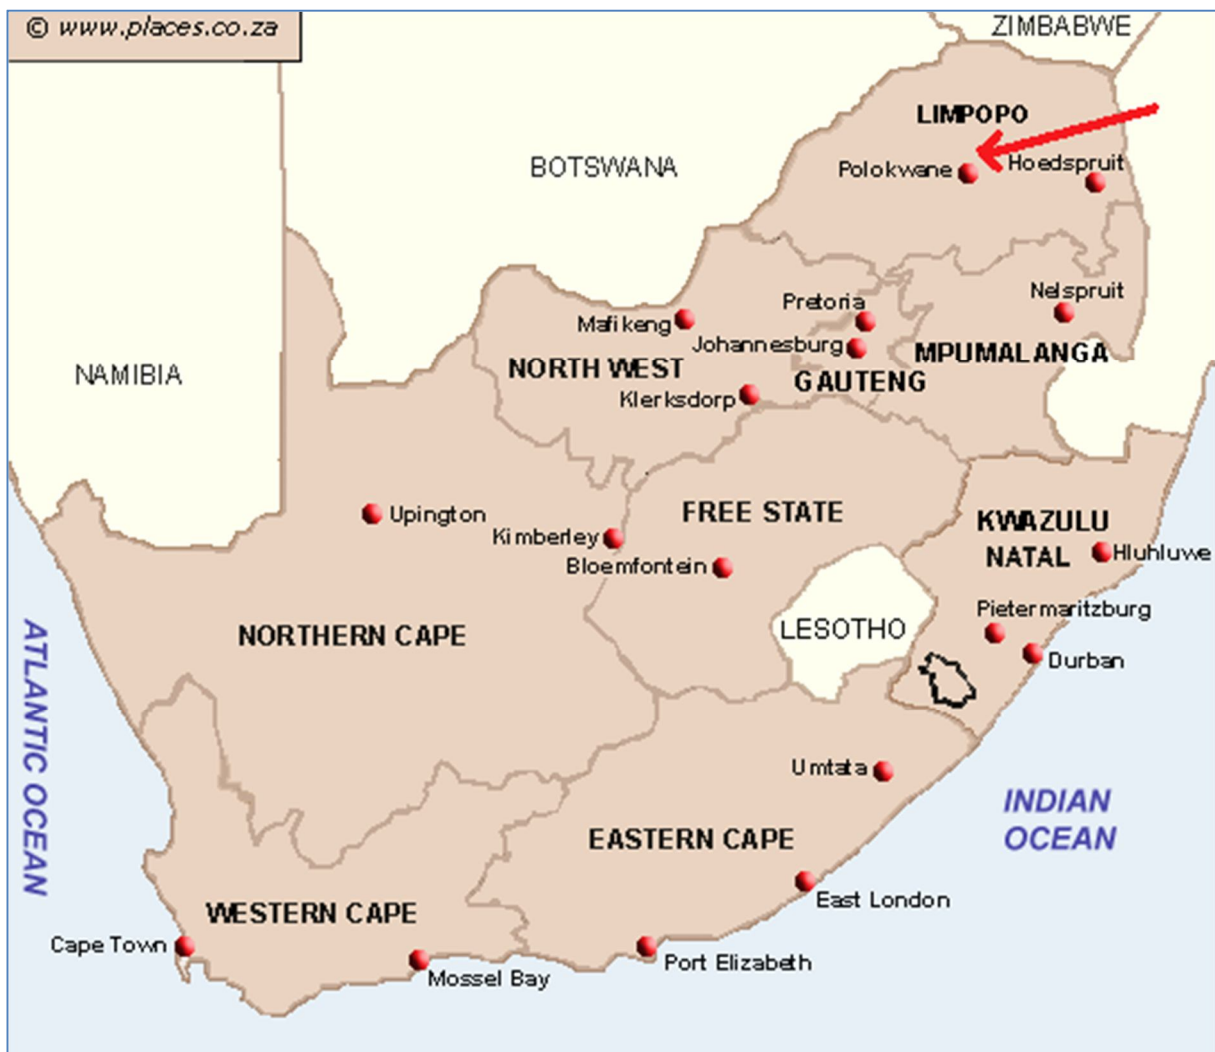 © www.places.co.za
ZIMBABWE
LIMPOPO
BOTSWANA
Polokwane
Hoedspruit
Nelspruit
Pretoria
Mafikeng
Johannesburg
MPUMALANGA
NORTH WEST
NAMIBIA
GAUTENG
Klerksdorp
Upington
FREE STATE
KWAZULU
NATAL
Kimberley
Hluhluwe
Bloemfontein
Pietermaritzburg
NORTHERN CAPE
LESOTHO
Durban
ATLANTIC OCEAN
Umtata
INDIAN
OCEAN
EASTERN CAPE
East London
WESTERN CAPE
Cape Town
Port Elizabeth
Mossel Bay